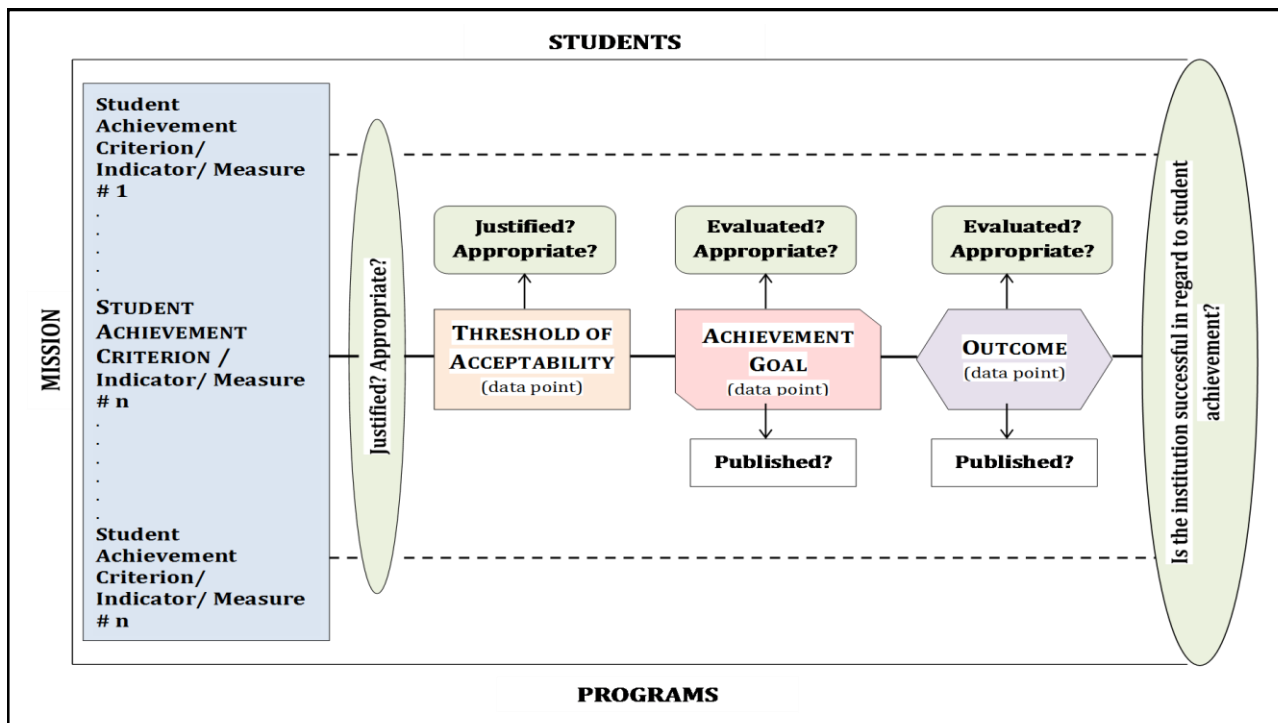 STUDENTS
MISSION
Student
Achievement
Criterion/
Indicator/ Measure
# 1
.
.
.
.
.
STUDENT
ACHIEVEMENT
CRITERION /
Indicator/ Measure
# n
.
.
.
.
.
Student
Achievement
Criterion/
Indicator/ Measure
# n
Justified? Appropriate?
Justified?
Appropriate?
THRESHOLD OF
ACCEPTABILITY
(data point)
Evaluated?
Appropriate?
ACHIEVEMENT
GOAL
(data point)
Published?
Evaluated?
Appropriate?
OUTCOME
(data point)
Published?
Is the institution successful in regard to student
achievement?
PROGRAMS